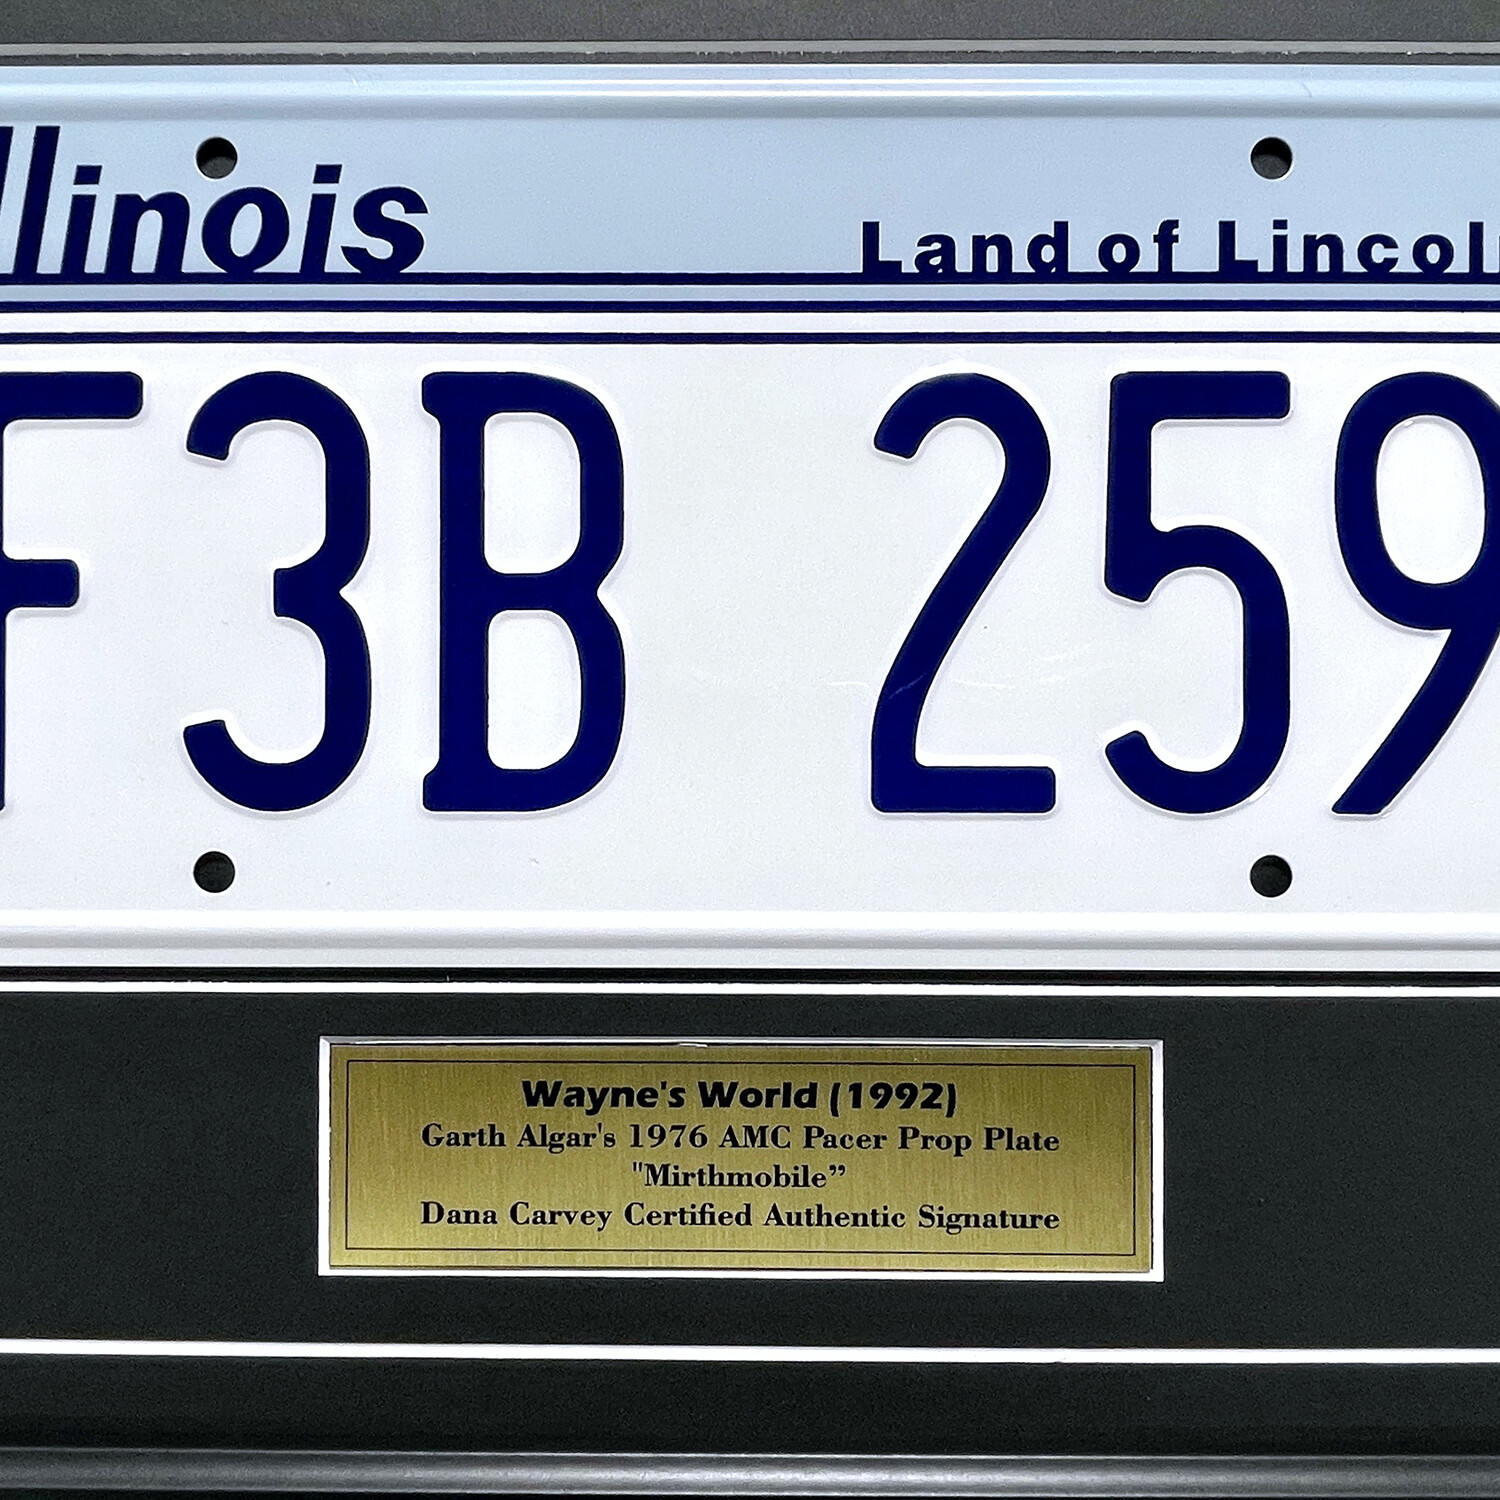 llinois
Land of Lincoln
F3B 259
Wayne's World (1992)
Garth Algar's 1976 AMC Pacer Prop Plate
"Mirthmobile”
Dana Carvey Certified Authentic Signature